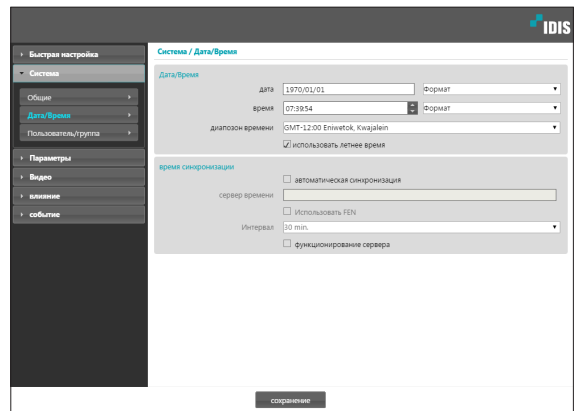 IDIS
Быстрая настройка
Система
Общие
Дата/Время
Пользователь/группа
Параметры
Видео
влияние
событие
Система / Дата/Время
Дата/Время
дата 1970/01/01 Формат
время 07:39:54 Формат
диапозон времени GMT-12:00 Eniwetok, Kwajalein
использовать летнее время
время синхронизации
автоматическая синхронизация
сервер времени
Использовать FEN
Интервал 30 min.
функционирование сервера
сохранение